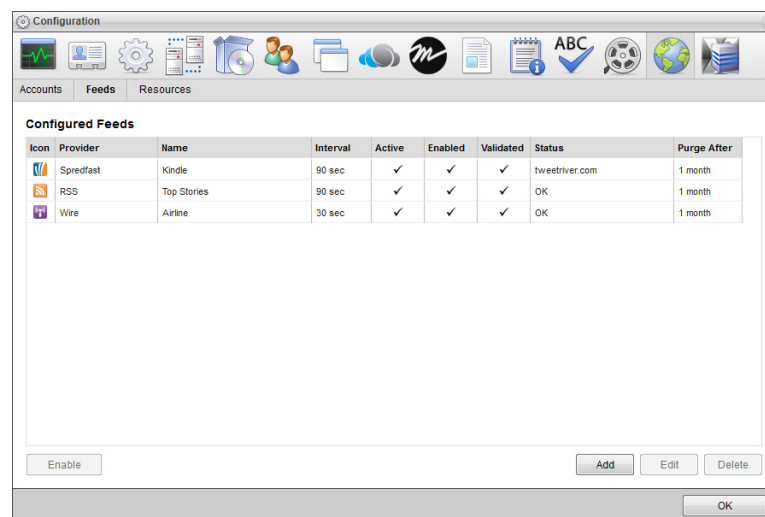 Configuration
ABC
Accounts Feeds Resources
Configured Feeds
Icon Provider Name Interval Active Enabled Validated Status Purge After
Spredfast Kindle 90 sec ✓ ✓ ✓ tweetriver.com 1 month
RSS Top Stories 90 sec ✓ ✓ ✓ OK 1 month
Wire Airline 30 sec ✓ ✓ ✓ OK 1 month
Enable Add Edit Delete
OK